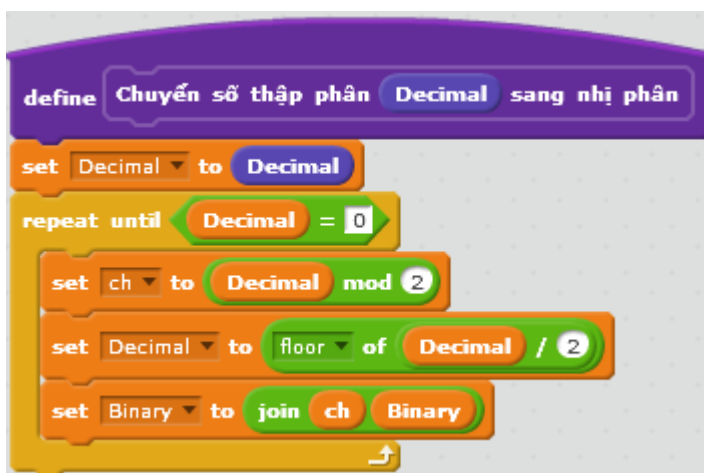 define Chuyển số thập phân Decimal sang nhị phân
set Decimal to Decimal
repeat until Decimal = 0
set ch to Decimal mod 2
set Decimal to floor of Decimal / 2
set Binary to join ch Binary